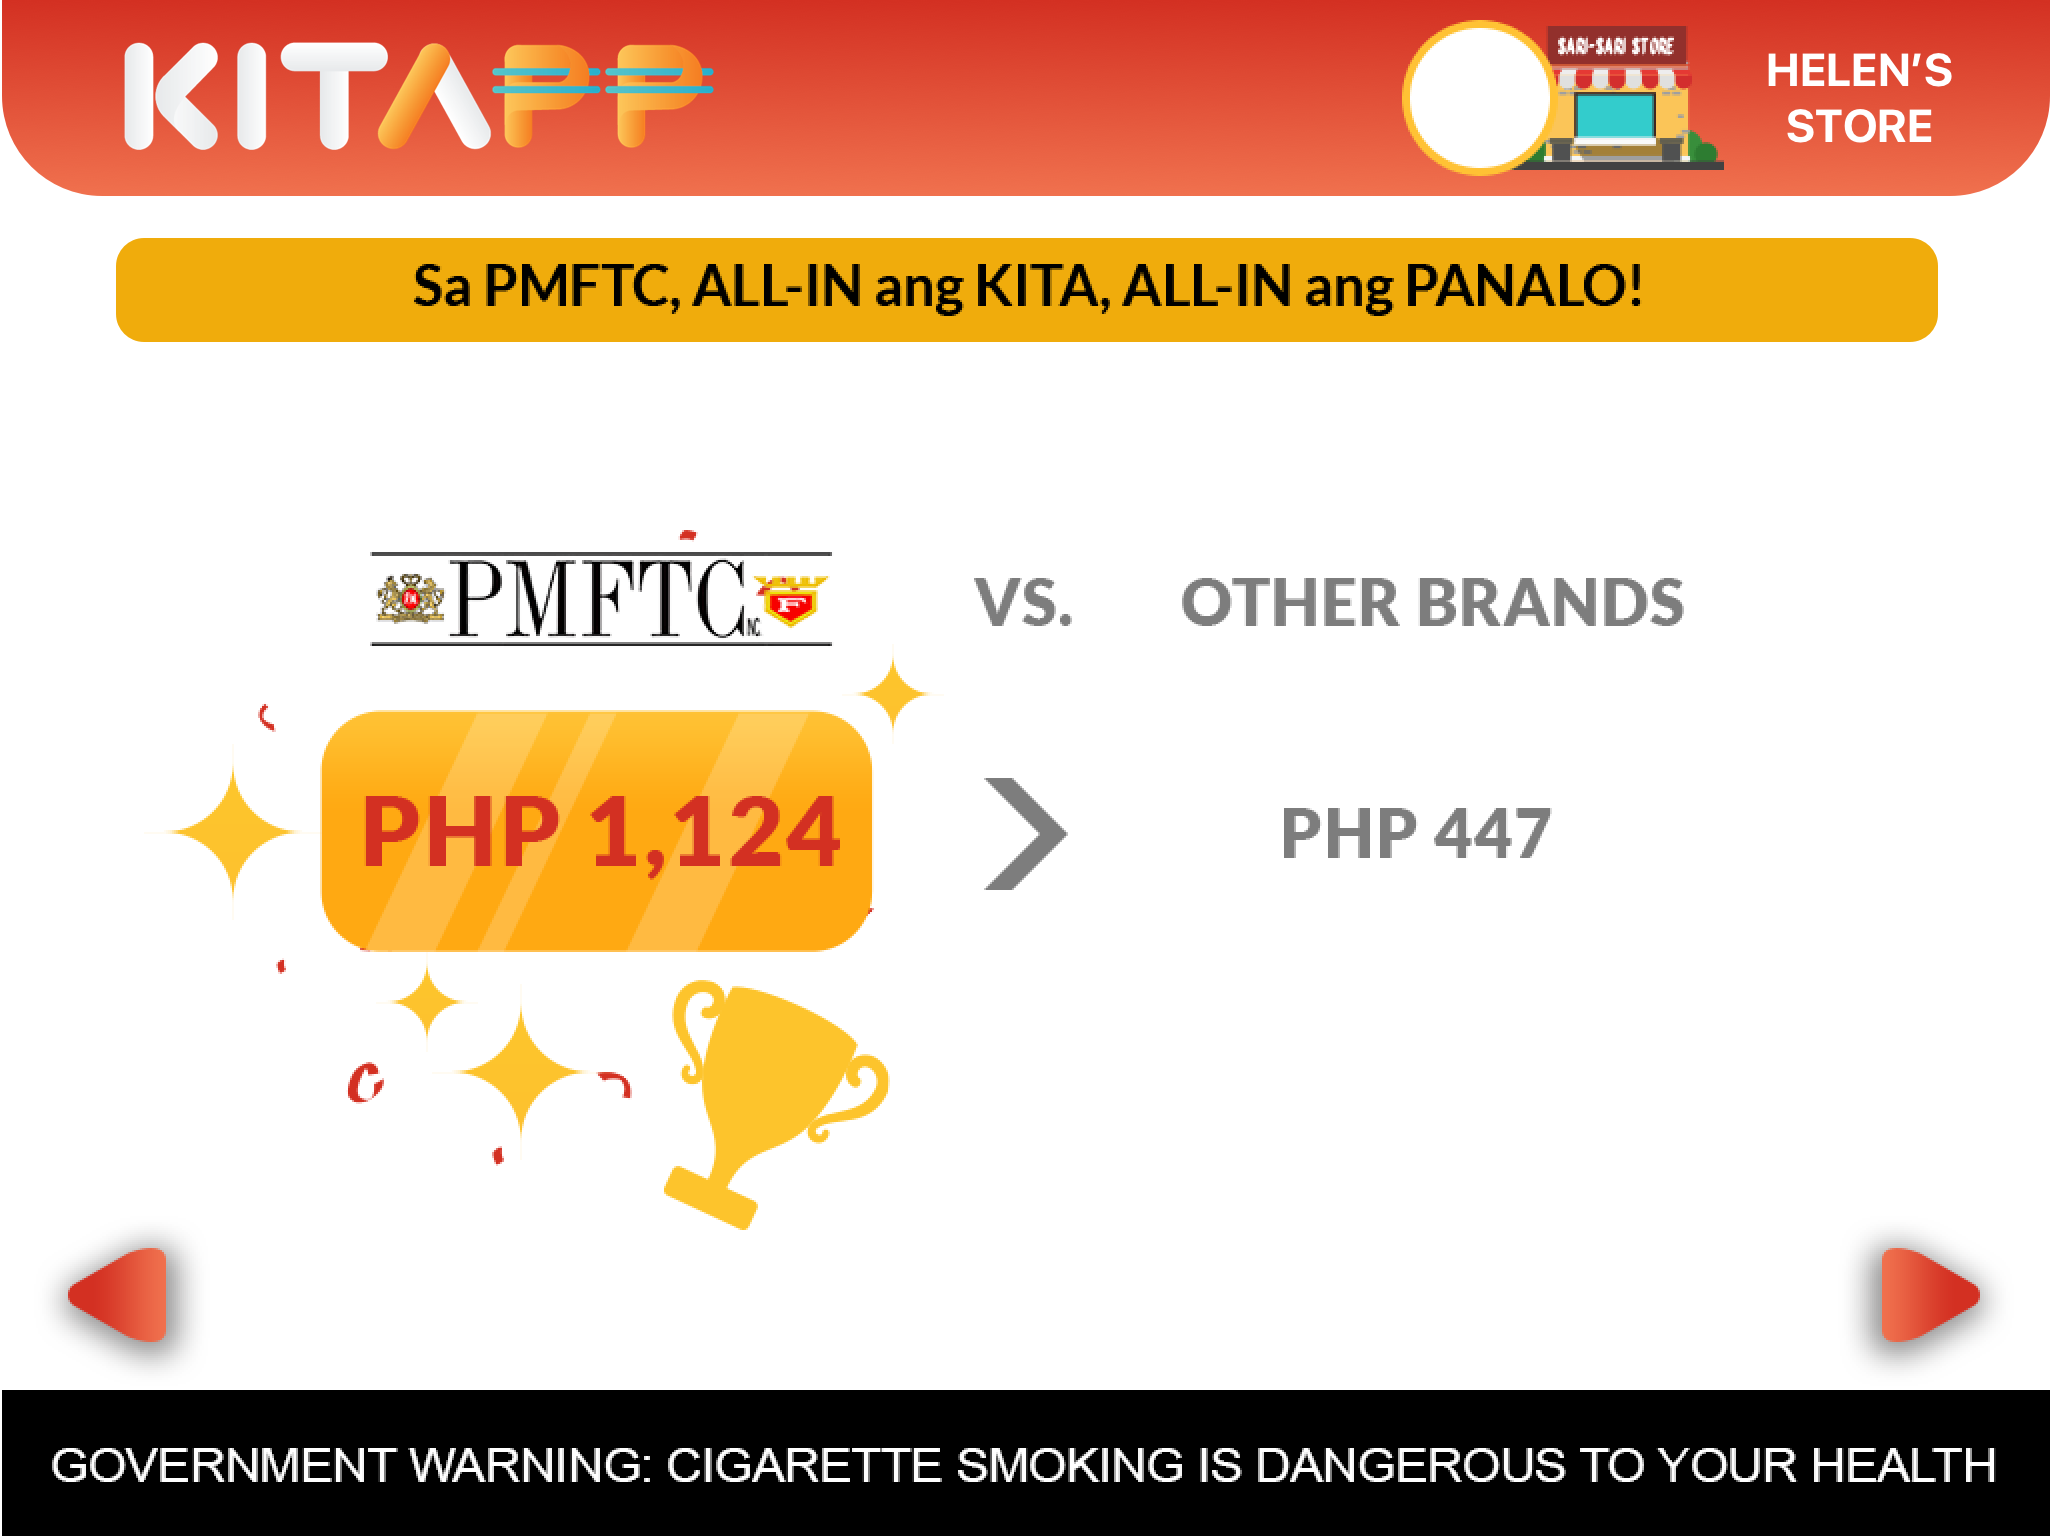 KITAPP
SARI-SARI STORE
HELEN'S
STORE
Sa PMFTC, ALL-IN ang KITA, ALL-IN ang PANALO!
PMFTC INC.
F
VS.
OTHER BRANDS
PHP 1,124
PHP 447
GOVERNMENT WARNING: CIGARETTE SMOKING IS DANGEROUS TO YOUR HEALTH